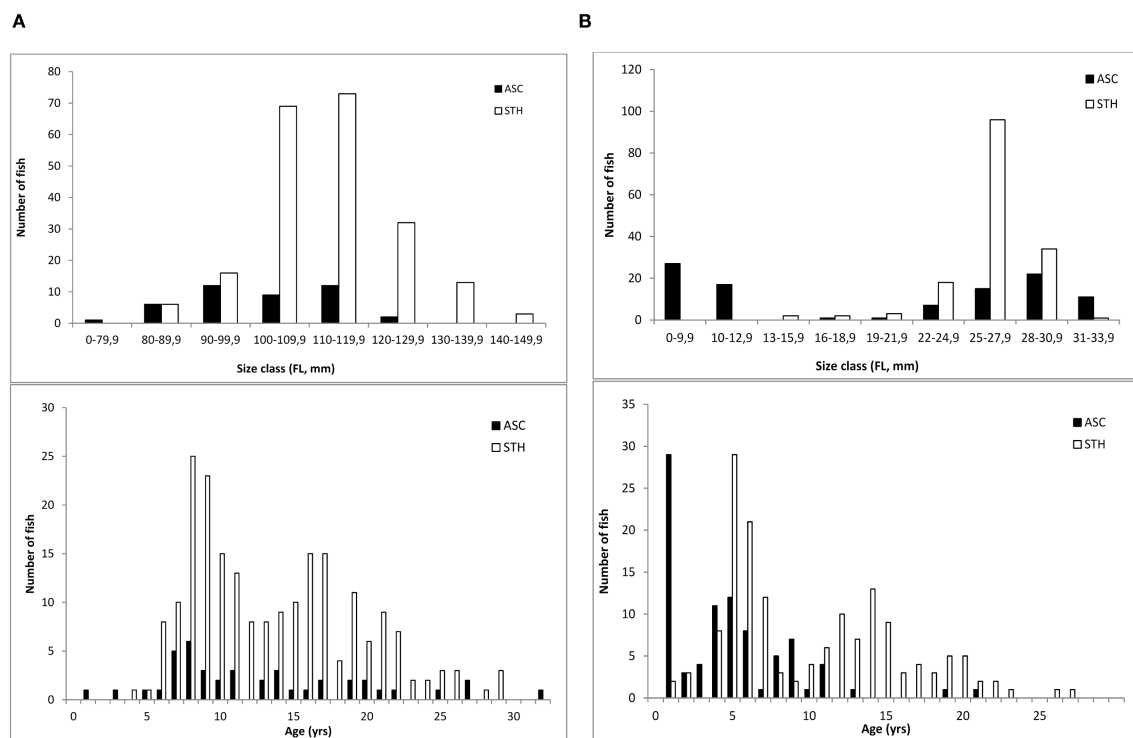 A
B
80
70
60
50
40
30
20
10
0
Number of fish
ASC
STH
0-79,9 80-89,9 90-99,9 100-109,9 110-119,9 120-129,9 130-139,9 140-149,9
Size class (FL, mm)
120
100
80
60
40
20
0
Number of fish
ASC
STH
0-9,9 10-12,9 13-15,9 16-18,9 19-21,9 22-24,9 25-27,9 28-30,9 31-33,9
Size class (FL, mm)
30
25
20
15
10
5
0
Number of fish
ASC
STH
0 5 10 15 20 25 30
Age (yrs)
35
30
25
20
15
10
5
0
Number of fish
ASC
STH
0 5 10 15 20 25
Age (yrs)